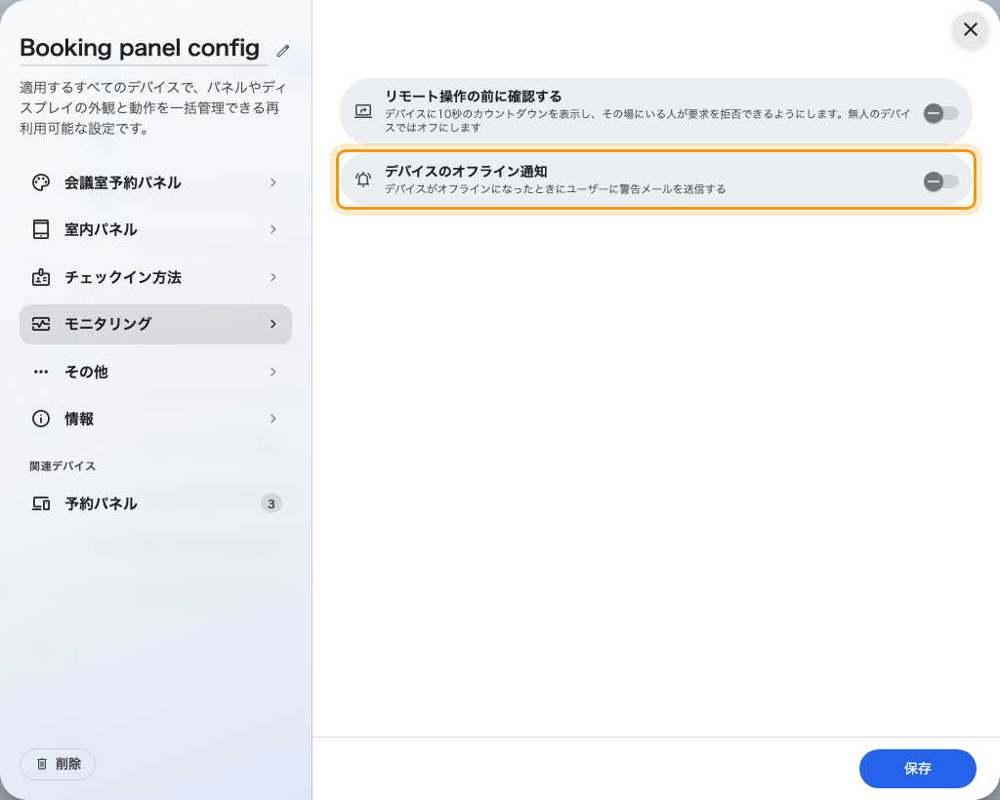 Booking panel config
適用するすべてのデバイスで、パネルやディ
スプレイの外観と動作を一括管理できる再
利用可能な設定です。
会議室予約パネル
室内パネル
チェックイン方法
モニタリング
その他
情報
関連デバイス
予約パネル 3
削除
リモート操作の前に確認する
デバイスに10秒のカウントダウンを表示し、その場にいる人が要求を拒否できるようにします。無人のデバイ
スではオフにします
デバイスのオフライン通知
デバイスがオフラインになったときにユーザーに警告メールを送信する
保存